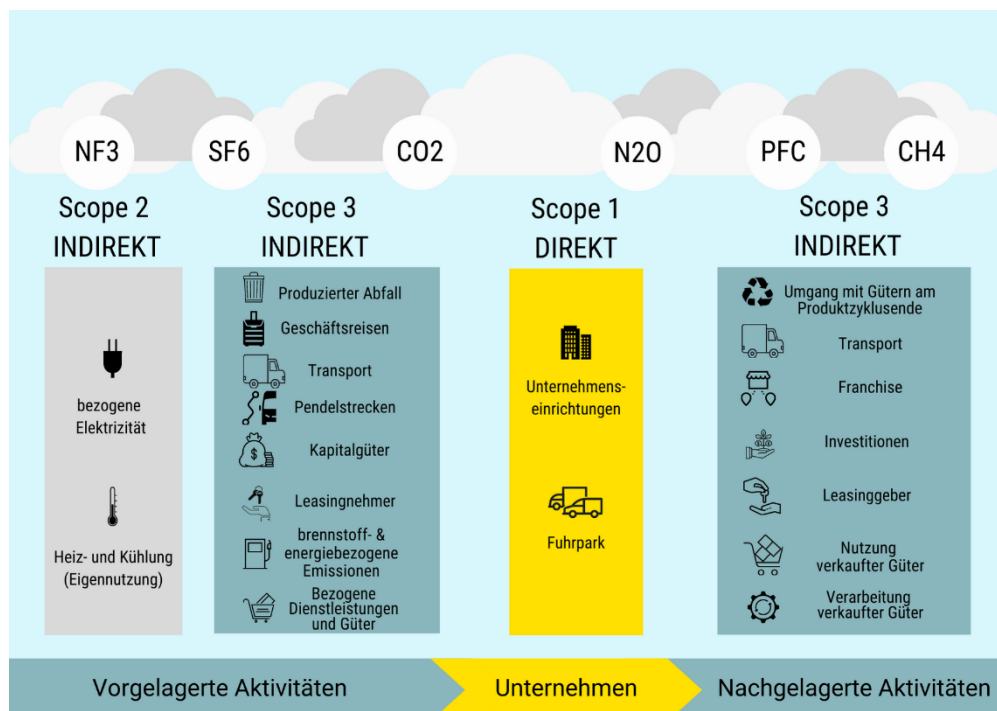 NF3
SF6
CO2
N2O
PFC
CH4
Scope 2
INDIREKT
bezogene
Elektrizität
Heiz- und Kühlung
(Eigennutzung)
Scope 3
INDIREKT
Produzierter Abfall
Geschäftsreisen
Transport
Pendelstrecken
$
Kapitalgüter
Leasingnehmer
brennstoff- &
energiebezogene
Emissionen
Bezogene
Dienstleistungen
und Güter
Scope 1
DIREKT
Unternehmens-
einrichtungen
Fuhrpark
Scope 3
INDIREKT
Umgang mit Gütern am
Produktzyklusende
Transport
Franchise
Investitionen
Leasinggeber
Nutzung
verkaufter Güter
Verarbeitung
verkaufter Güter
Vorgelagerte Aktivitäten
Unternehmen
Nachgelagerte Aktivitäten